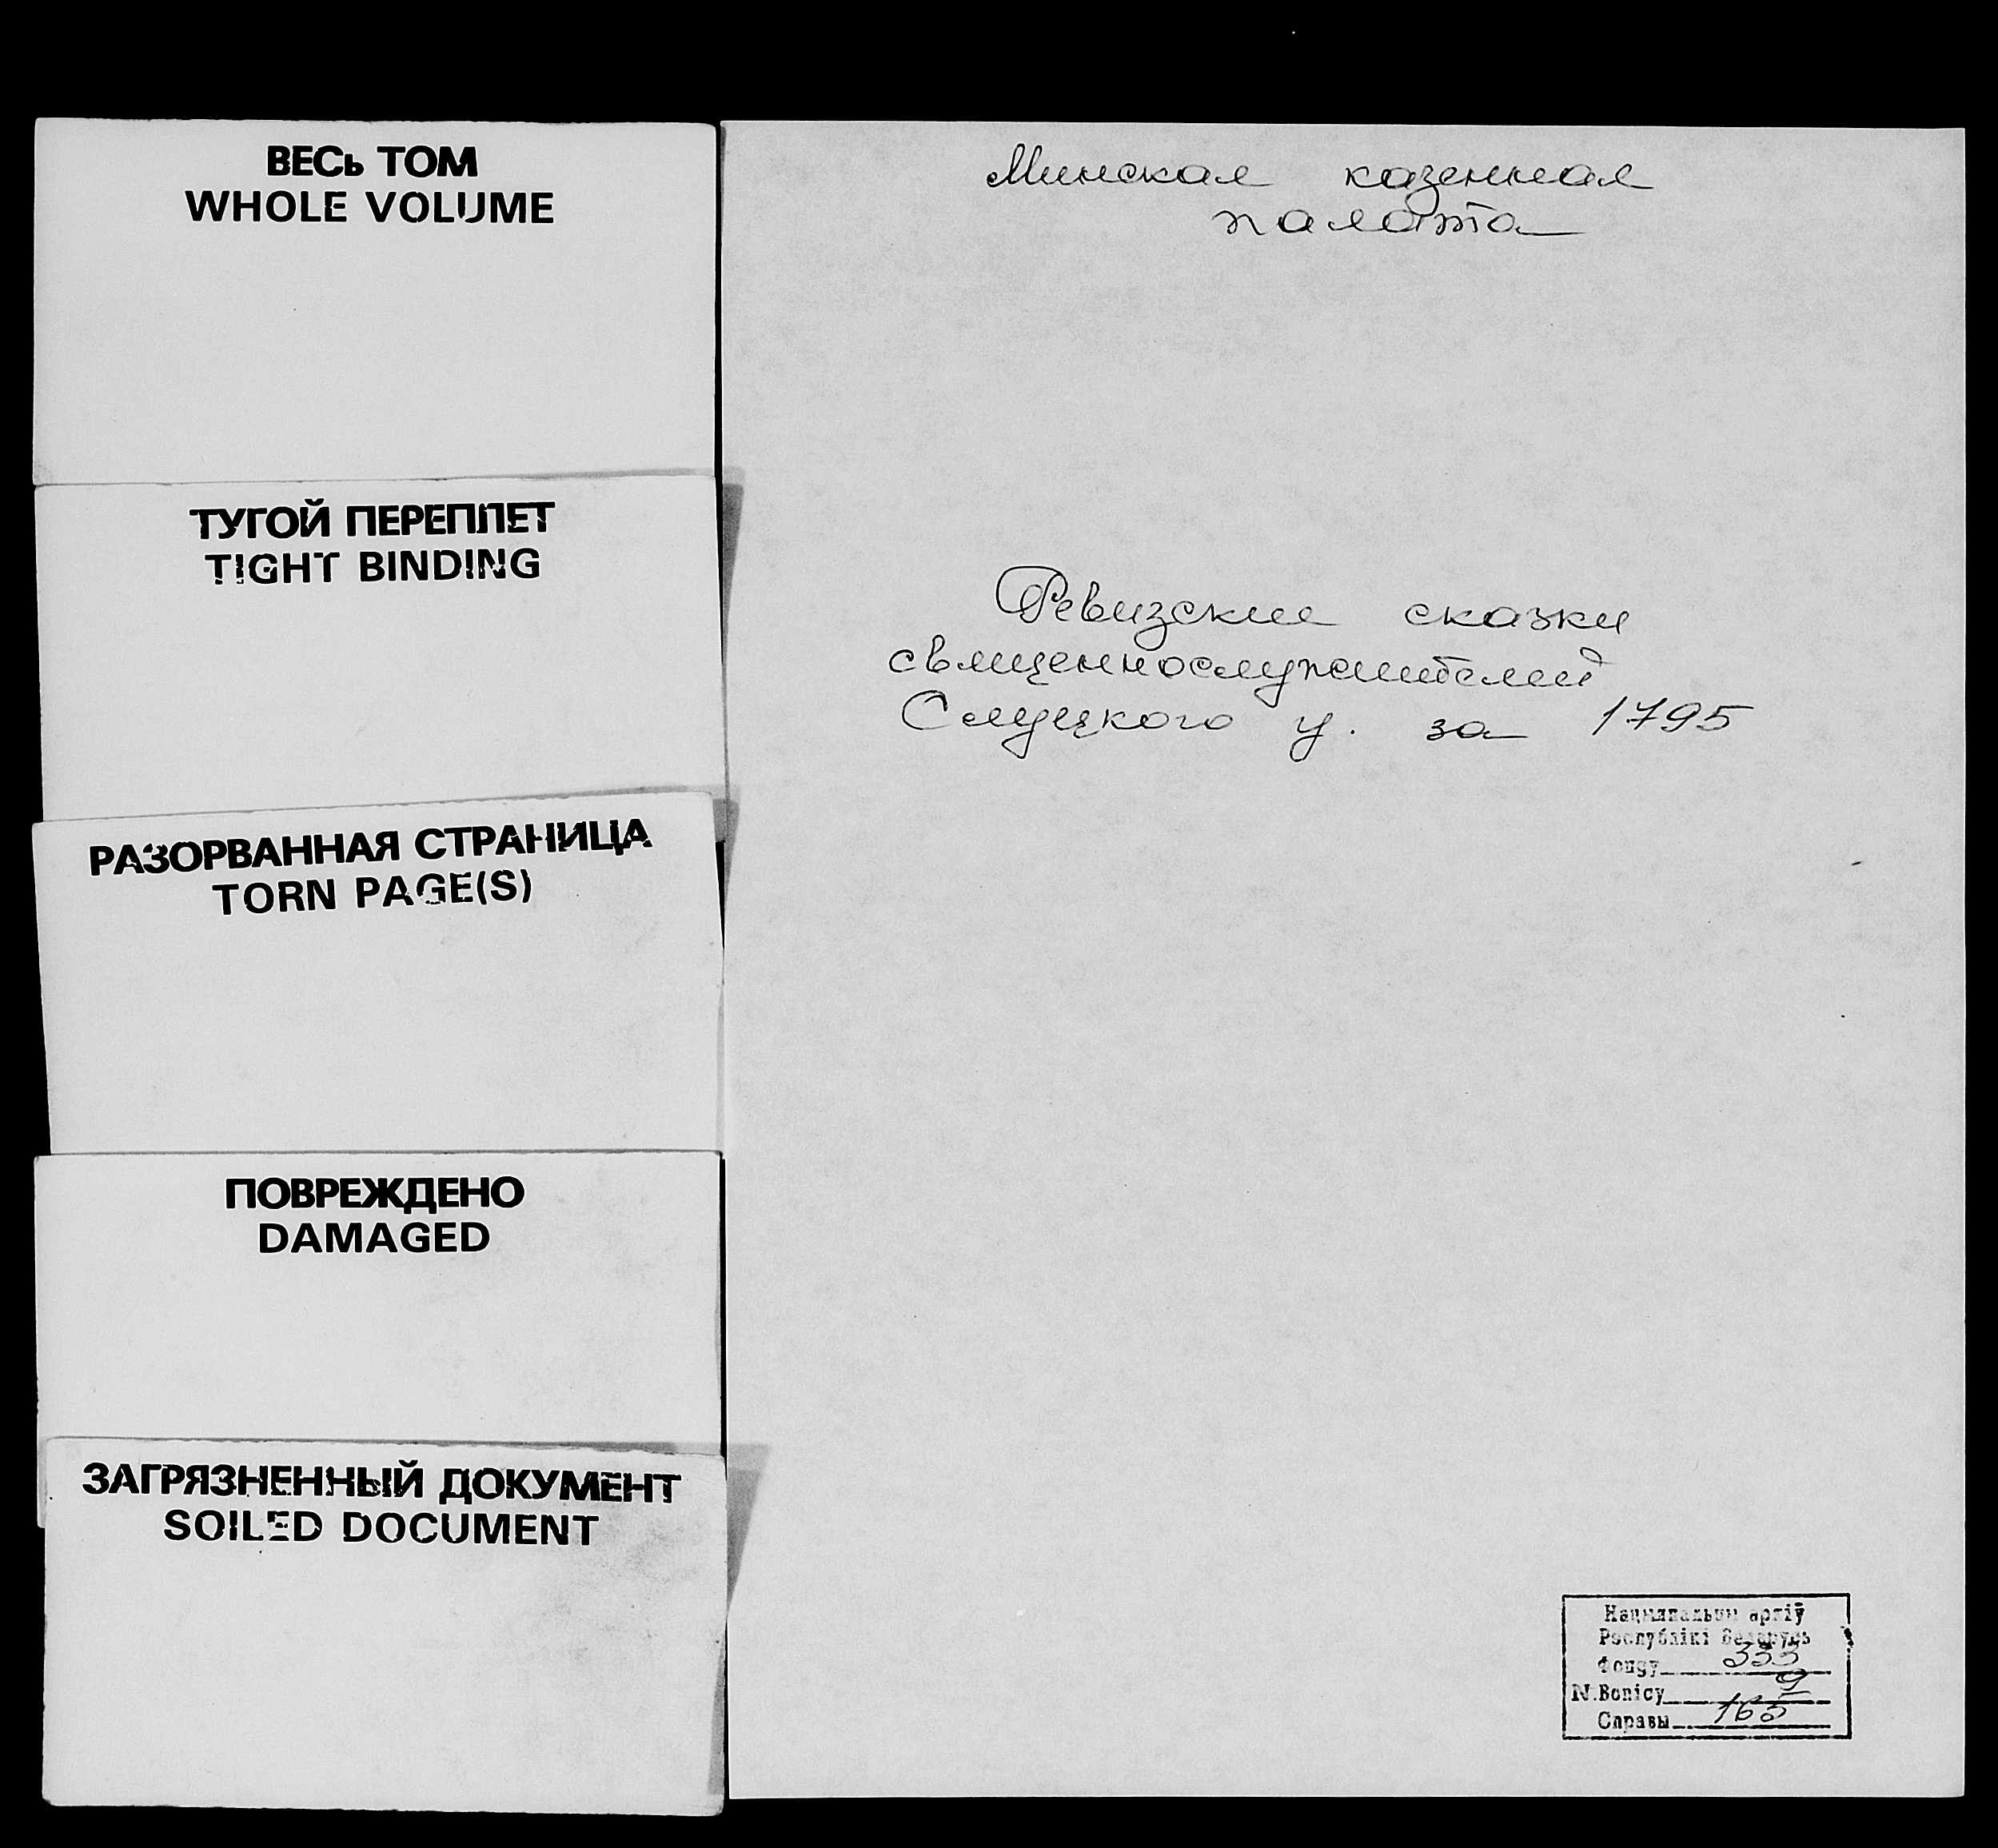 ВЕСЬ ТОМ
WHOLE VOLUME
ТУГОЙ ПЕРЕПЛЕТ
TIGHT BINDING
РАЗОРВАННАЯ СТРАНИЦА
TORN PAGE(S)
ПОВРЕЖДЕНО
DAMAGED
ЗАГРЯЗНЕННЫЙ ДОКУМЕНТ
SOILED DOCUMENT
Минская казенная
палата
Ревизские сказки
священнослужителей
Слуцкого у. за 1795
Нацыянальны архіў
Рэспублікі Беларусь
Фонду 333
N. Вопісу 9
Справы 165